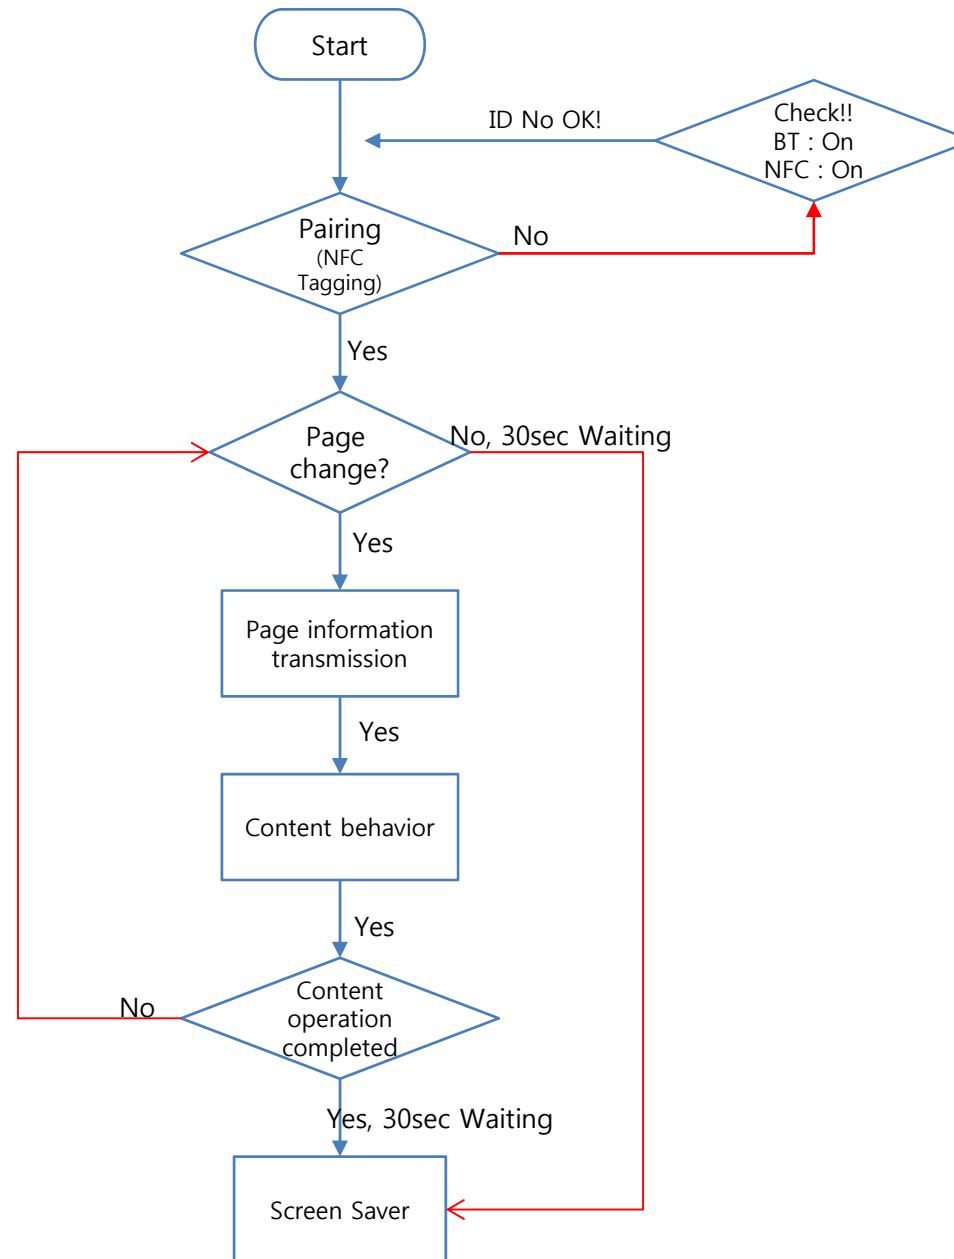 Start
ID No OK!
Check!!
BT : On
NFC : On
Pairing
(NFC
Tagging)
No
Yes
Page
change?
No, 30sec Waiting
Yes
Page information
transmission
Yes
Content behavior
Yes
Content
operation
completed
No
Yes, 30sec Waiting
Screen Saver